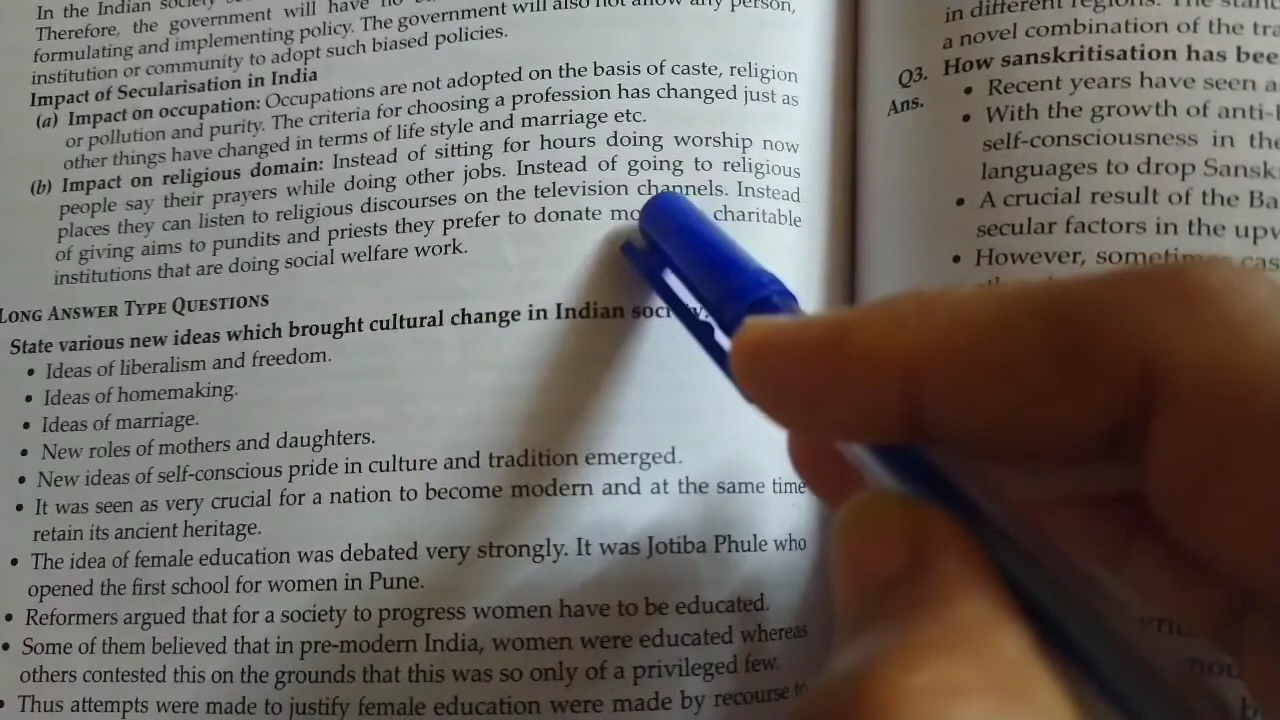 In the Indian society
Therefore, the government will have no
formulating and implementing policy. The government will also not allow any person,
institution or community to adopt such biased policies.
Impact of Secularisation in India
(a) Impact on occupation: Occupations are not adopted on the basis of caste, religion
or pollution and purity. The criteria for choosing a profession has changed just as
other things have changed in terms of life style and marriage etc.
(b) Impact on religious domain: Instead of sitting for hours doing worship now
people say their prayers while doing other jobs. Instead of going to religious
places they can listen to religious discourses on the television channels. Instead
of giving aims to pundits and priests they prefer to donate charitable
institutions that are doing social welfare work.
LONG ANSWER TYPE QUESTIONS
State various new ideas which brought cultural change in Indian society.
• Ideas of liberalism and freedom.
• Ideas of homemaking.
• Ideas of marriage.
• New roles of mothers and daughters.
• New ideas of self-conscious pride in culture and tradition emerged.
• It was seen as very crucial for a nation to become modern and at the same time
retain its ancient heritage.
• The idea of female education was debated very strongly. It was Jotiba Phule who
opened the first school for women in Pune.
• Reformers argued that for a society to progress women have to be educated.
• Some of them believed that in pre-modern India, women were educated whereas
others contested this on the grounds that this was so only of a privileged few.
• Thus attempts were made to justify female education were made by recourse to
in different regions. The
a novel combination of the
Q3. How sanskritisation has
Ans. • Recent years have seen
• With the growth of
self-consciousness in
languages to drop
• A crucial result of the
secular factors in the
• However, sometimes